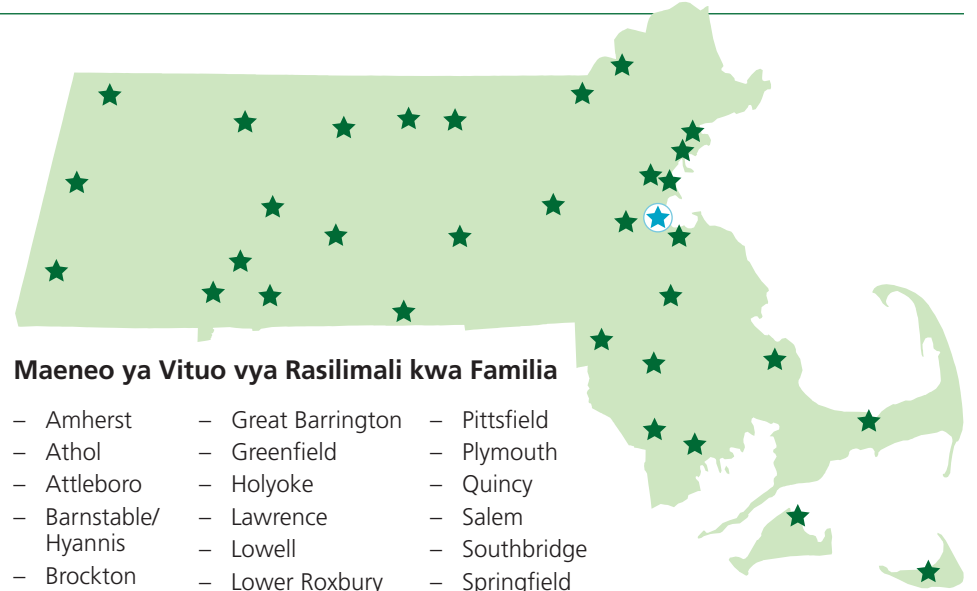 Maeneo ya Vituo vya Rasilimali kwa Familia
– Amherst
– Athol
– Attleboro
– Barnstable/
Hyannis
– Brockton
– Great Barrington
– Greenfield
– Holyoke
– Lawrence
– Lowell
– Lower Roxbury
– Pittsfield
– Plymouth
– Quincy
– Salem
– Southbridge
– Springfield